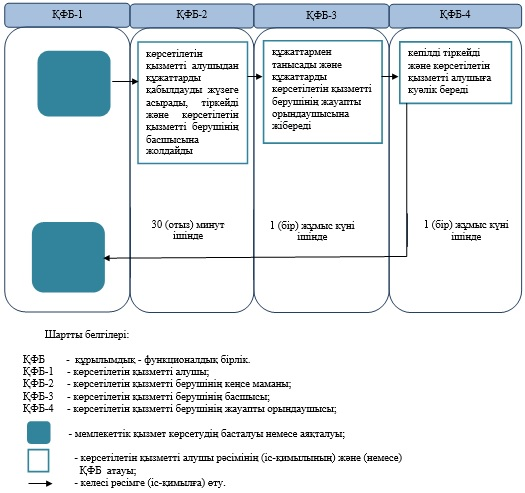 ҚФБ-1
ҚФБ-2
ҚФБ-3
ҚФБ-4
көрсетілетін
қызметті алушыдан
құжаттарды
қабылдауды жүзеге
асырады, тіркейді
және көрсетілетін
қызметті берушінің
басшысына
жолдайды
құжаттармен
танысады және
құжаттарды
көрсетілетін қызметті
берушінің жауапты
орындаушысына
жібереді
кепілді тіркейді
және көрсетілетін
қызметті алушыға
куәлік береді
30 (отыз) минут
ішінде
1 (бір) жұмыс күні
ішінде
1 (бір) жұмыс күні
ішінде
Шартты белгілері:
ҚФБ - құрылымдық - функционалдық бірлік.
ҚФБ-1 - көрсетілетін қызметті алушы;
ҚФБ-2 - көрсетілетін қызметті берушінің кеңсе маманы;
ҚФБ-3 - көрсетілетін қызметті берушінің басшысы;
ҚФБ-4 - көрсетілетін қызметті берушінің жауапты орындаушысы;
- мемлекеттік қызмет көрсетудің басталуы немесе аяқталуы;
- көрсетілетін қызметті алушы рәсімінің (іс-қимылының) және (немесе)
ҚФБ атауы;
- келесі рәсімге (іс-қимылға) өту.